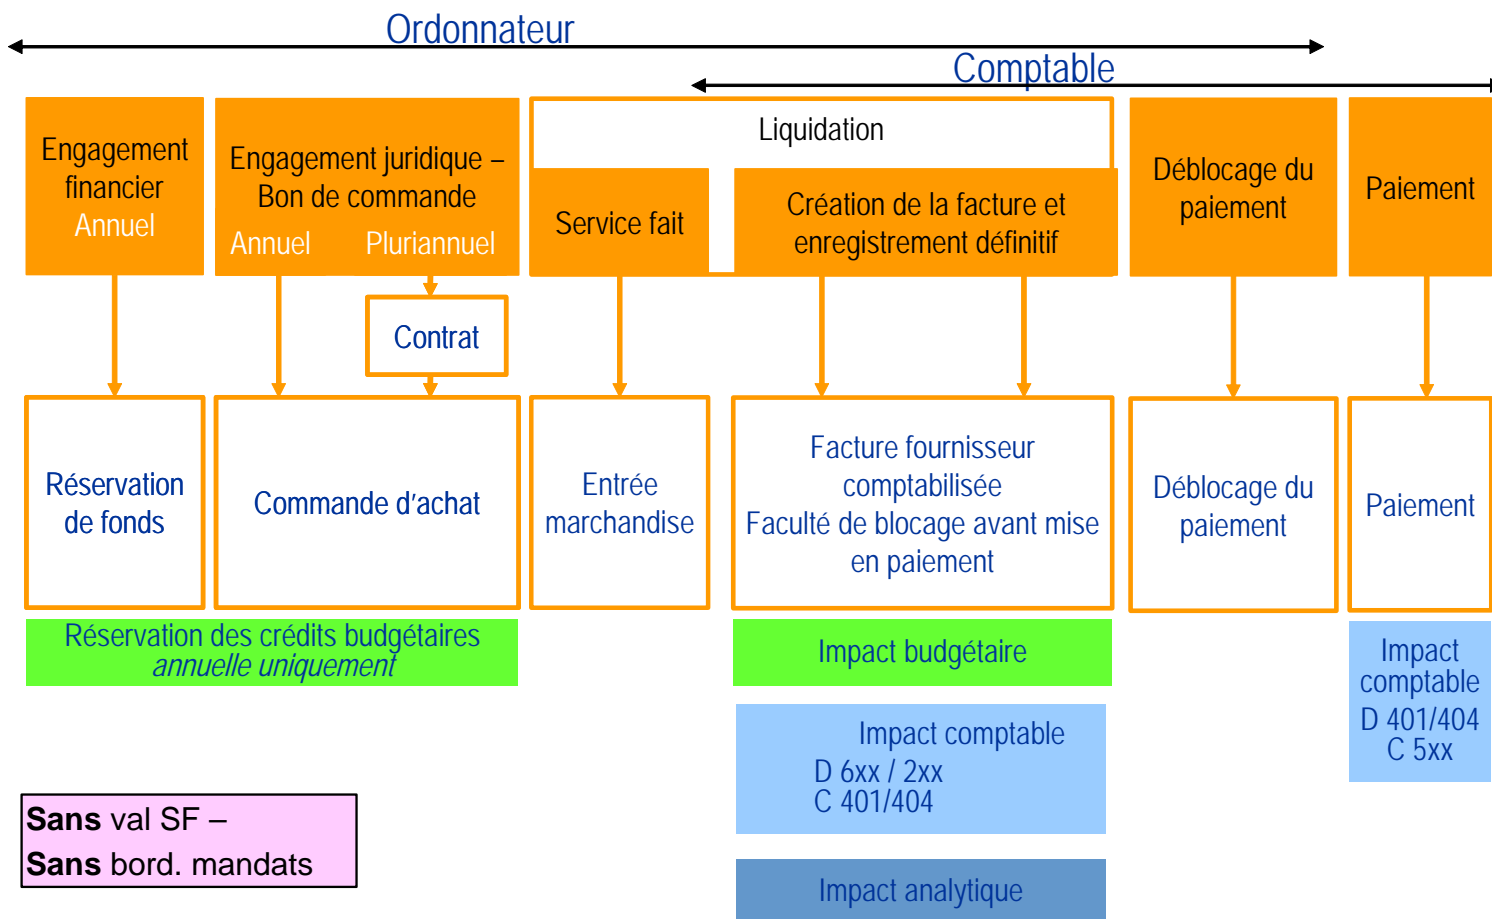 Ordonnateur
Comptable
Engagement
financier
Annuel
Engagement juridique –
Bon de commande
Annuel
Pluriannuel
Liquidation
Service fait
Création de la facture et
enregistrement définitif
Déblocage du
paiement
Paiement
Contrat
Réservation
de fonds
Commande d'achat
Entrée
marchandise
Facture fournisseur
comptabilisée
Faculté de blocage avant mise
en paiement
Déblocage du
paiement
Paiement
Réservation des crédits budgétaires
annuelle uniquement
Impact budgétaire
Impact
comptable
D 401/404
C 5xx
Impact comptable
D 6xx / 2xx
C 401/404
Sans val SF –
Sans bord. mandats
Impact analytique